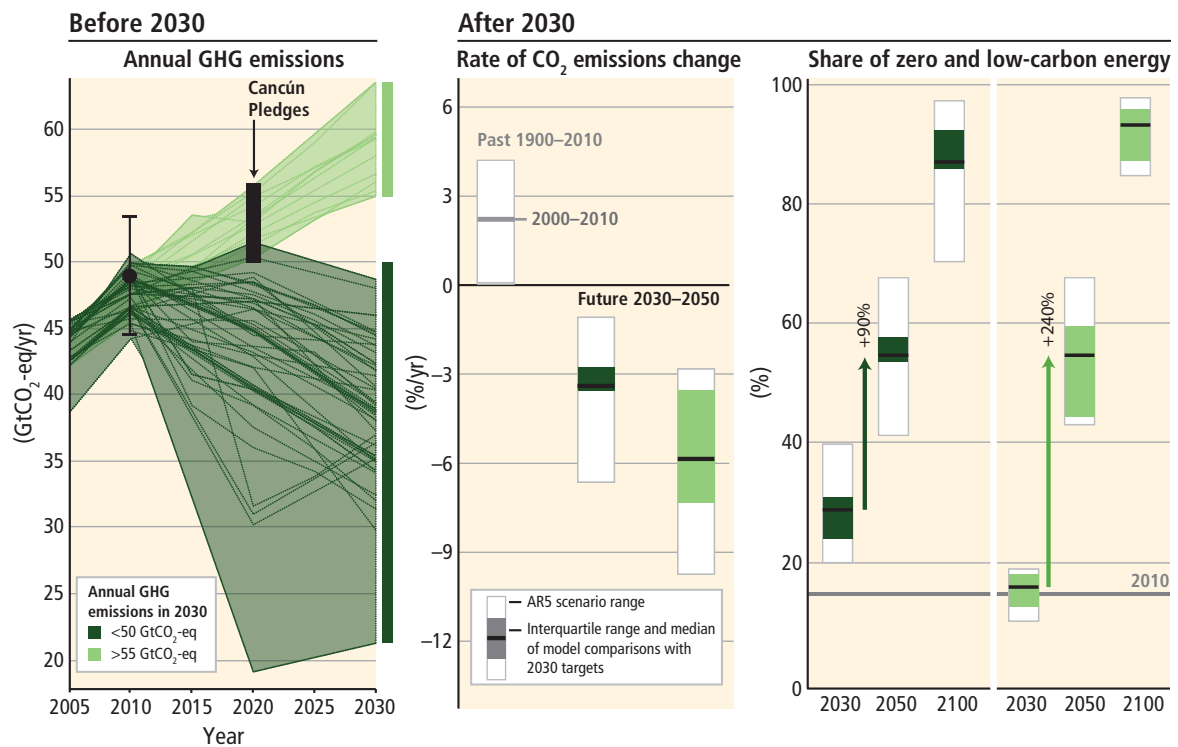 Before 2030
Annual GHG emissions
Cancún
Pledges
60
55
50
45
40
35
30
25
20
(GtCO2-eq/yr)
Annual GHG
emissions in 2030
<50 GtCO2-eq
>55 GtCO2-eq
2005 2010 2015 2020 2025 2030
Year
After 2030
Rate of CO2 emissions change
6
3
0
−3
−6
−9
−12
(%/yr)
Past 1900–2010
2000–2010
Future 2030–2050
AR5 scenario range
Interquartile range and median
of model comparisons with
2030 targets
Share of zero and low-carbon energy
100
80
60
40
20
0
(%)
+90%
+240%
2010
2030 2050 2100 2030 2050 2100